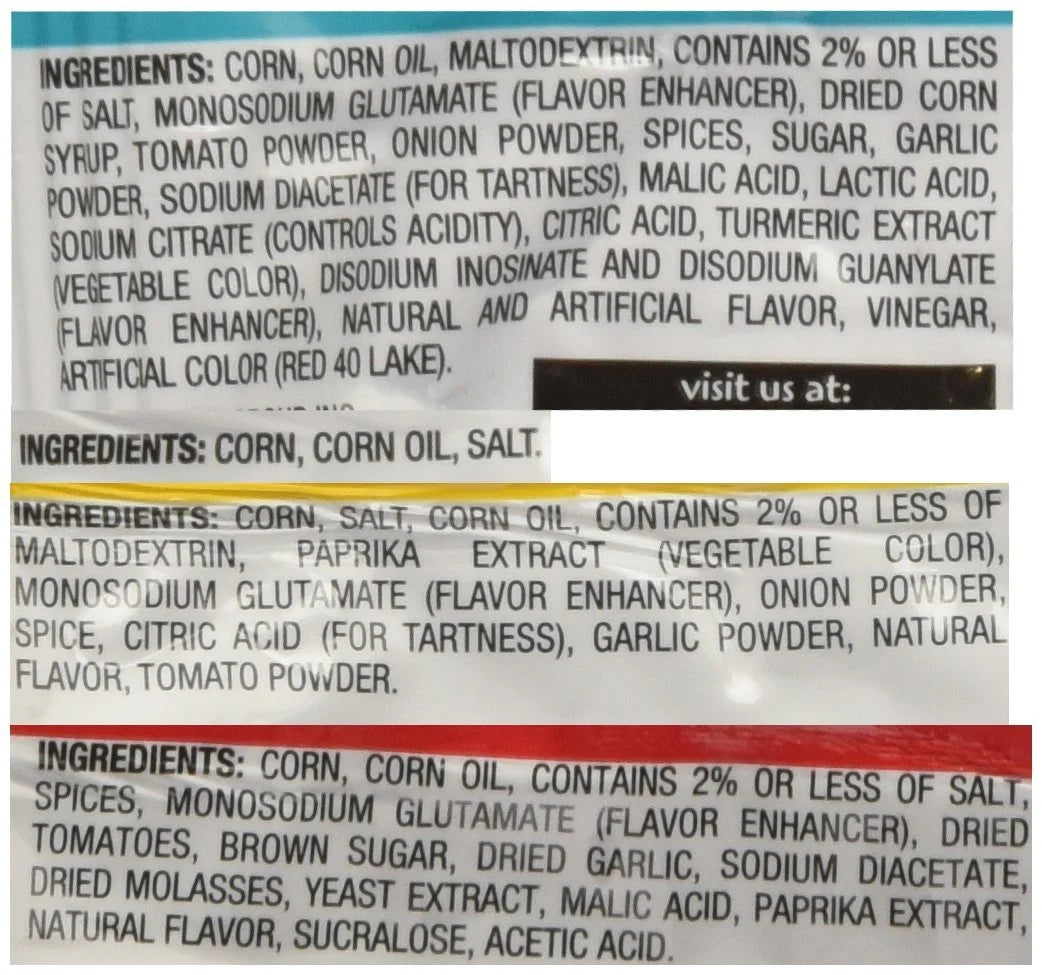 INGREDIENTS: CORN, CORN OIL, MALTODEXTRIN, CONTAINS 2% OR LESS
OF SALT, MONOSODIUM GLUTAMATE (FLAVOR ENHANCER), DRIED CORN
SYRUP, TOMATO POWDER, ONION POWDER, SPICES, SUGAR, GARLIC
POWDER, SODIUM DIACETATE (FOR TARTNESS), MALIC ACID, LACTIC ACID,
SODIUM CITRATE (CONTROLS ACIDITY), CITRIC ACID, TURMERIC EXTRACT
(VEGETABLE COLOR), DISODIUM INOSINATE AND DISODIUM GUANYLATE
(FLAVOR ENHANCER), NATURAL AND ARTIFICIAL FLAVOR, VINEGAR,
ARTIFICIAL COLOR (RED 40 LAKE).
visit us at:
INGREDIENTS: CORN, CORN OIL, SALT.
INGREDIENTS: CORN, SALT, CORN OIL, CONTAINS 2% OR LESS OF
MALTODEXTRIN, PAPRIKA EXTRACT (VEGETABLE COLOR),
MONOSODIUM GLUTAMATE (FLAVOR ENHANCER), ONION POWDER,
SPICE, CITRIC ACID (FOR TARTNESS), GARLIC POWDER, NATURAL
FLAVOR, TOMATO POWDER.
INGREDIENTS: CORN, CORN OIL, CONTAINS 2% OR LESS OF SALT,
SPICES, MONOSODIUM GLUTAMATE (FLAVOR ENHANCER), DRIED
TOMATOES, BROWN SUGAR, DRIED GARLIC, SODIUM DIACETATE,
DRIED MOLASSES, YEAST EXTRACT, MALIC ACID, PAPRIKA EXTRACT,
NATURAL FLAVOR, SUCRALOSE, ACETIC ACID.